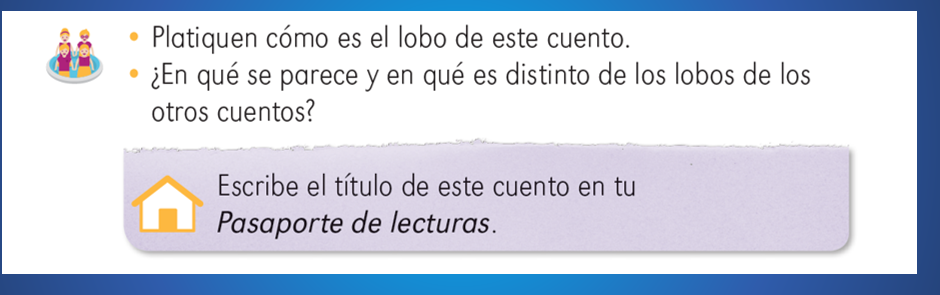 • Platiquen cómo es el lobo de este cuento.
• ¿En qué se parece y en qué es distinto de los lobos de los
otros cuentos?
Escribe el título de este cuento en tu
Pasaporte de lecturas.